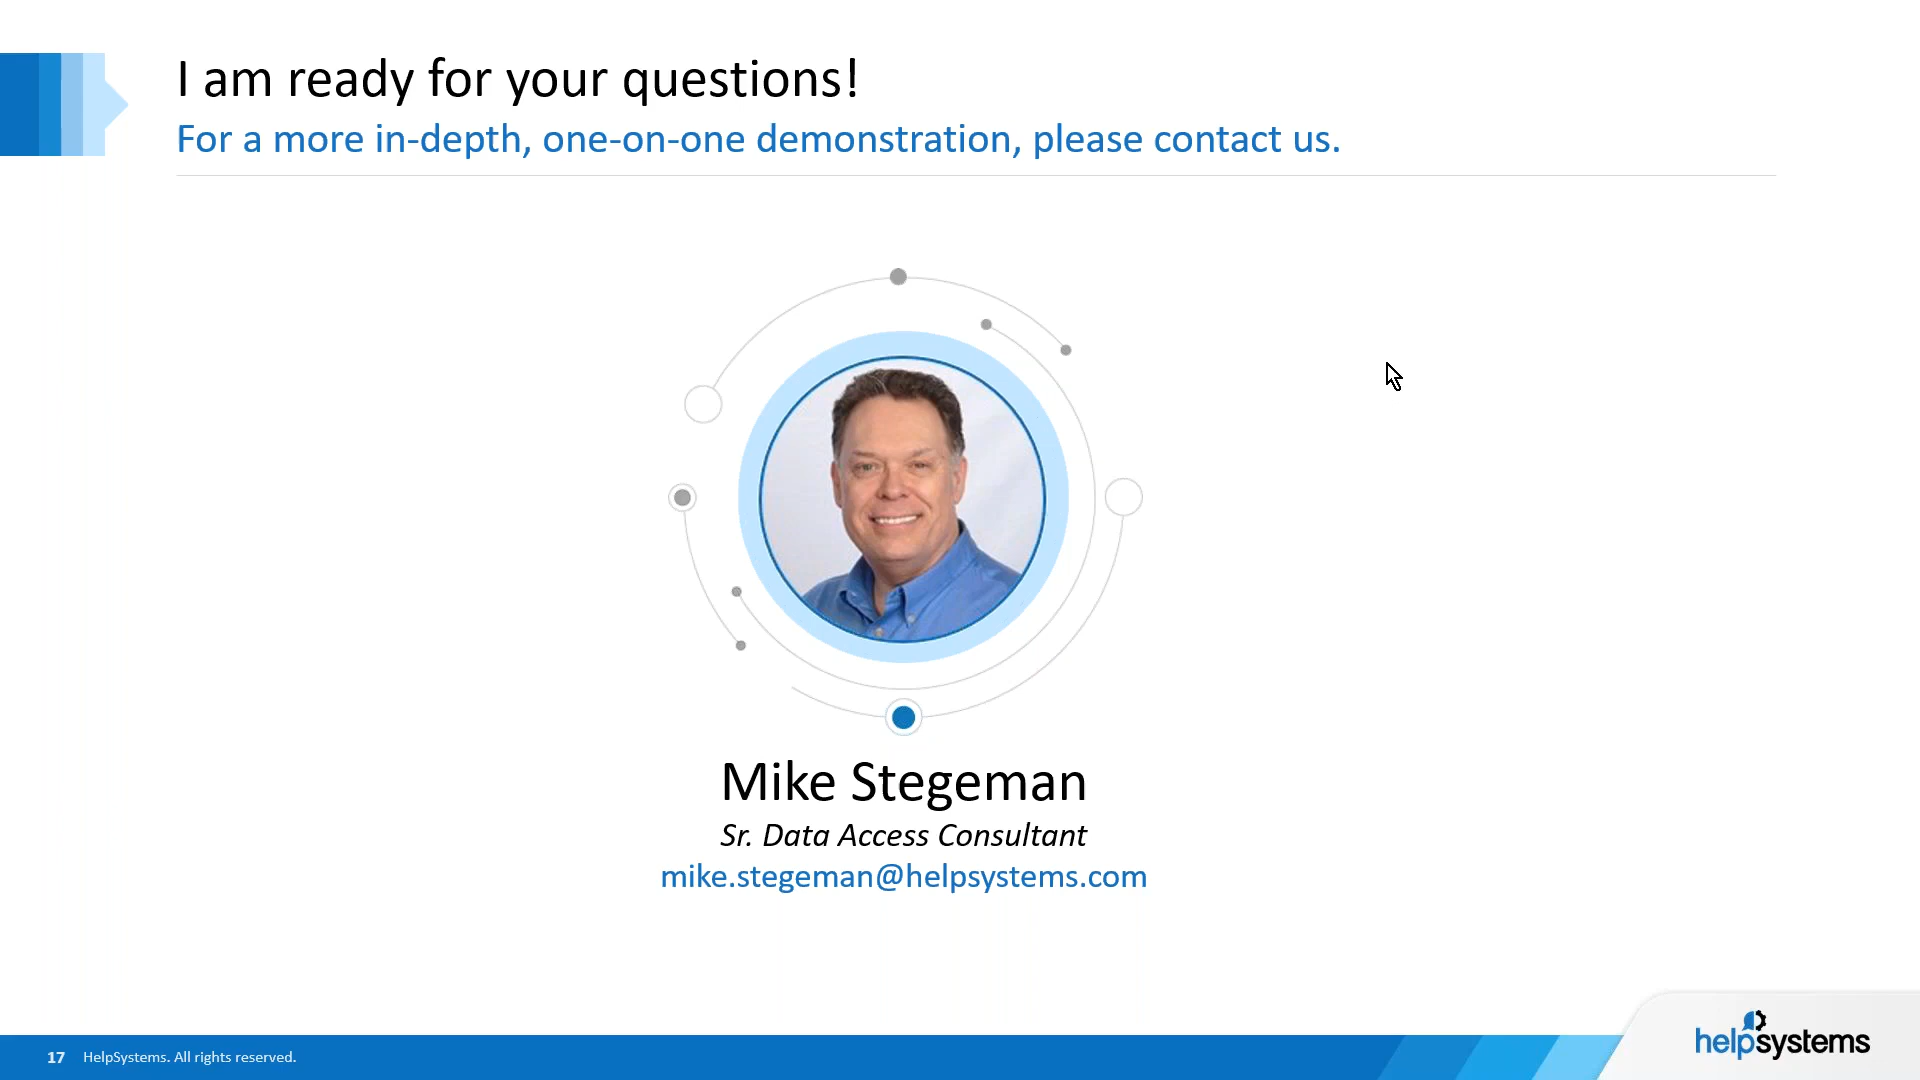 I am ready for your questions!
For a more in-depth, one-on-one demonstration, please contact us.
Mike Stegeman
Sr. Data Access Consultant
mike.stegeman@helpsystems.com
17 HelpSystems. All rights reserved.
helpsystems